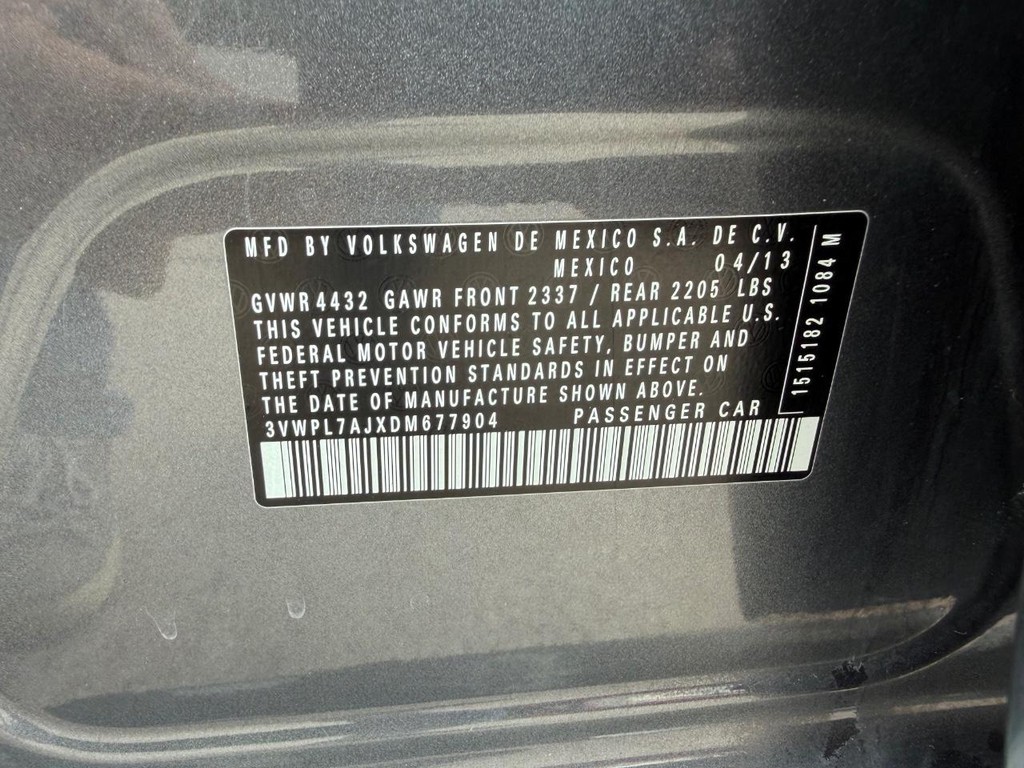 MFD BY VOLKSWAGEN DE MEXICO S.A. DE C.V.
MEXICO 04/13
GVWR 4432 GAWR FRONT 2337 / REAR 2205 LBS
THIS VEHICLE CONFORMS TO ALL APPLICABLE U.S.
FEDERAL MOTOR VEHICLE SAFETY, BUMPER AND
THEFT PREVENTION STANDARDS IN EFFECT ON
THE DATE OF MANUFACTURE SHOWN ABOVE.
3VWPL7AJXDM677904 PASSENGER CAR
1515182 1084 M